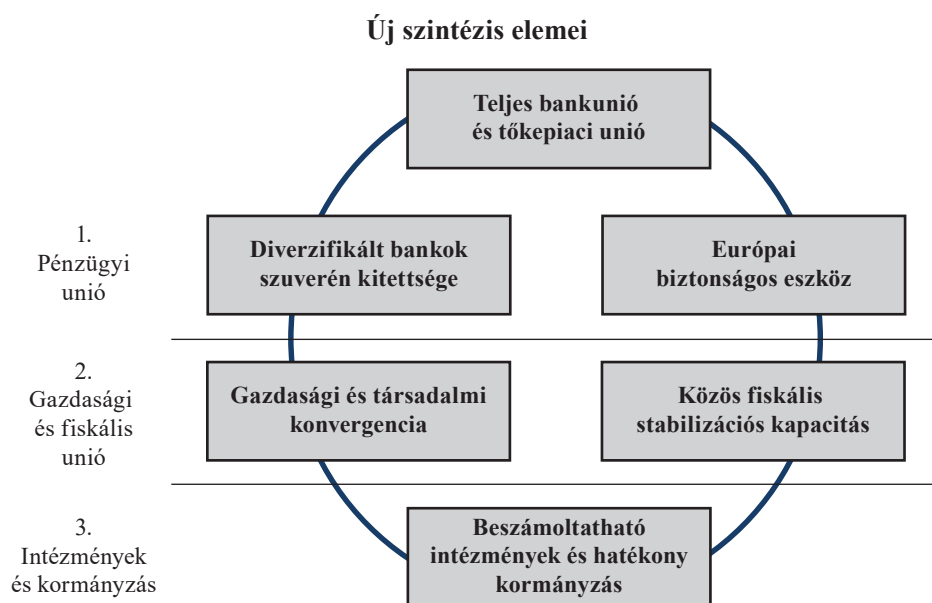 Új szintézis elemei
Teljes bankunió
és tőkepiaci unió
1.
Pénzügyi
unió
Diverzifikált bankok
szuverén kitettsége
Európai
biztonságos eszköz
2.
Gazdasági
és fiskális
unió
Gazdasági és társadalmi
konvergencia
Közös fiskális
stabilizációs kapacitás
3.
Intézmények
és kormányzás
Beszámoltatható
intézmények és hatékony
kormányzás